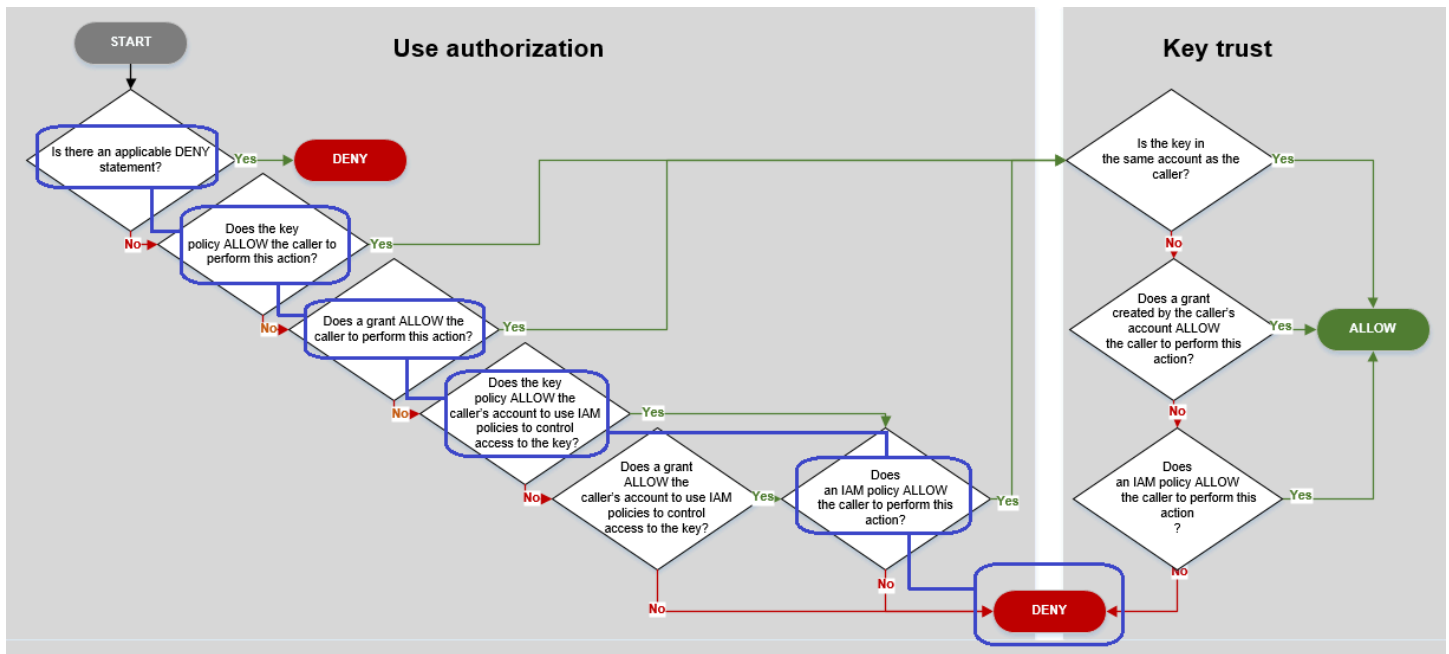 START
Use authorization
Key trust
Is there an applicable DENY
statement?
Yes
DENY
No
Does the key
policy ALLOW the caller to
perform this action?
Yes
No
Does a grant ALLOW the
caller to perform this action?
Yes
No
Does the key
policy ALLOW the
caller's account to use IAM
policies to control
access to the key?
Yes
No
Does a grant
ALLOW the
caller's account to use IAM
policies to control
access to the key?
Yes
No
Does
an IAM policy ALLOW
the caller to perform this
action?
Yes
No
DENY
Is the key in
the same account as the
caller?
Yes
No
Does a grant
created by the caller's
account ALLOW
the caller to perform this
action?
Yes
ALLOW
No
Does
an IAM policy ALLOW
the caller to perform this
action
?
Yes
No